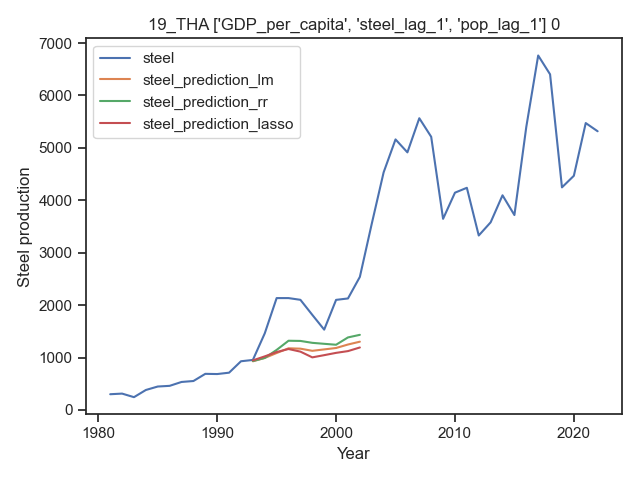 19_THA ['GDP_per_capita', 'steel_lag_1', 'pop_lag_1'] 0
steel
steel_prediction_lm
steel_prediction_rr
steel_prediction_lasso
Steel production
7000
6000
5000
4000
3000
2000
1000
0
1980 1990 2000 2010 2020
Year